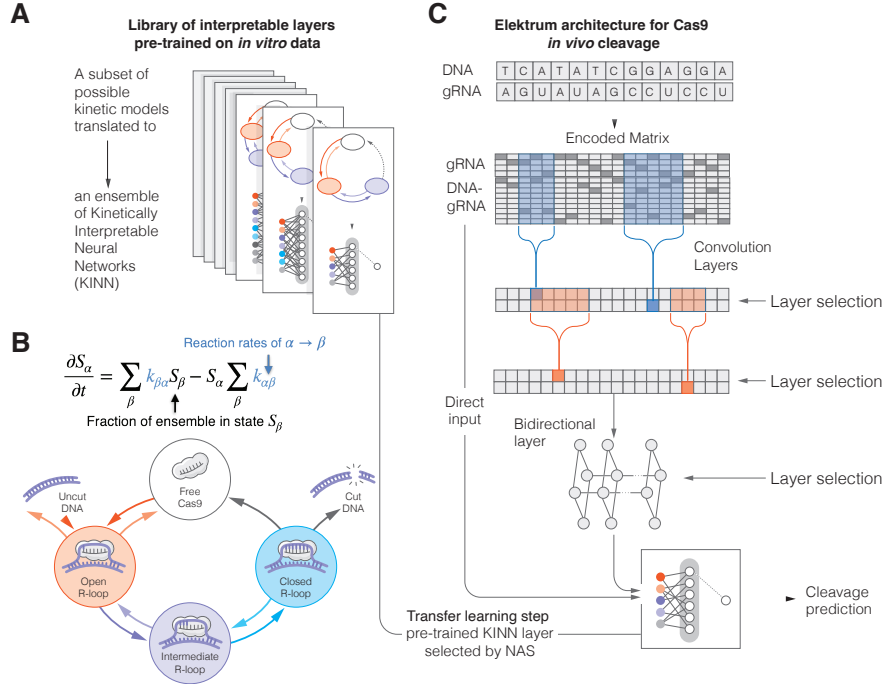 A
Library of interpretable layers
pre-trained on in vitro data
A subset of
possible
kinetic models
translated to
an ensemble
of Kinetically
Interpretable
Neural
Networks
(KINN)
B
Reaction rates of α → β
∂Sα/∂t = ∑β kβα Sβ − Sα ∑β kαβ
Fraction of ensemble in state Sβ
Uncut
DNA
Free
Cas9
Cut
DNA
Open
R-loop
Closed
R-loop
Intermediate
R-loop
C
Elektrum architecture for Cas9
in vivo cleavage
DNA T C A T A T C G G A G G A
gRNA A G U A U A G C C U C C U
Encoded Matrix
gRNA
DNA-
gRNA
Convolution
Layers
Layer selection
Layer selection
Direct
input
Bidirectional
layer
Layer selection
Transfer learning step
pre-trained KINN layer
selected by NAS
Cleavage
prediction